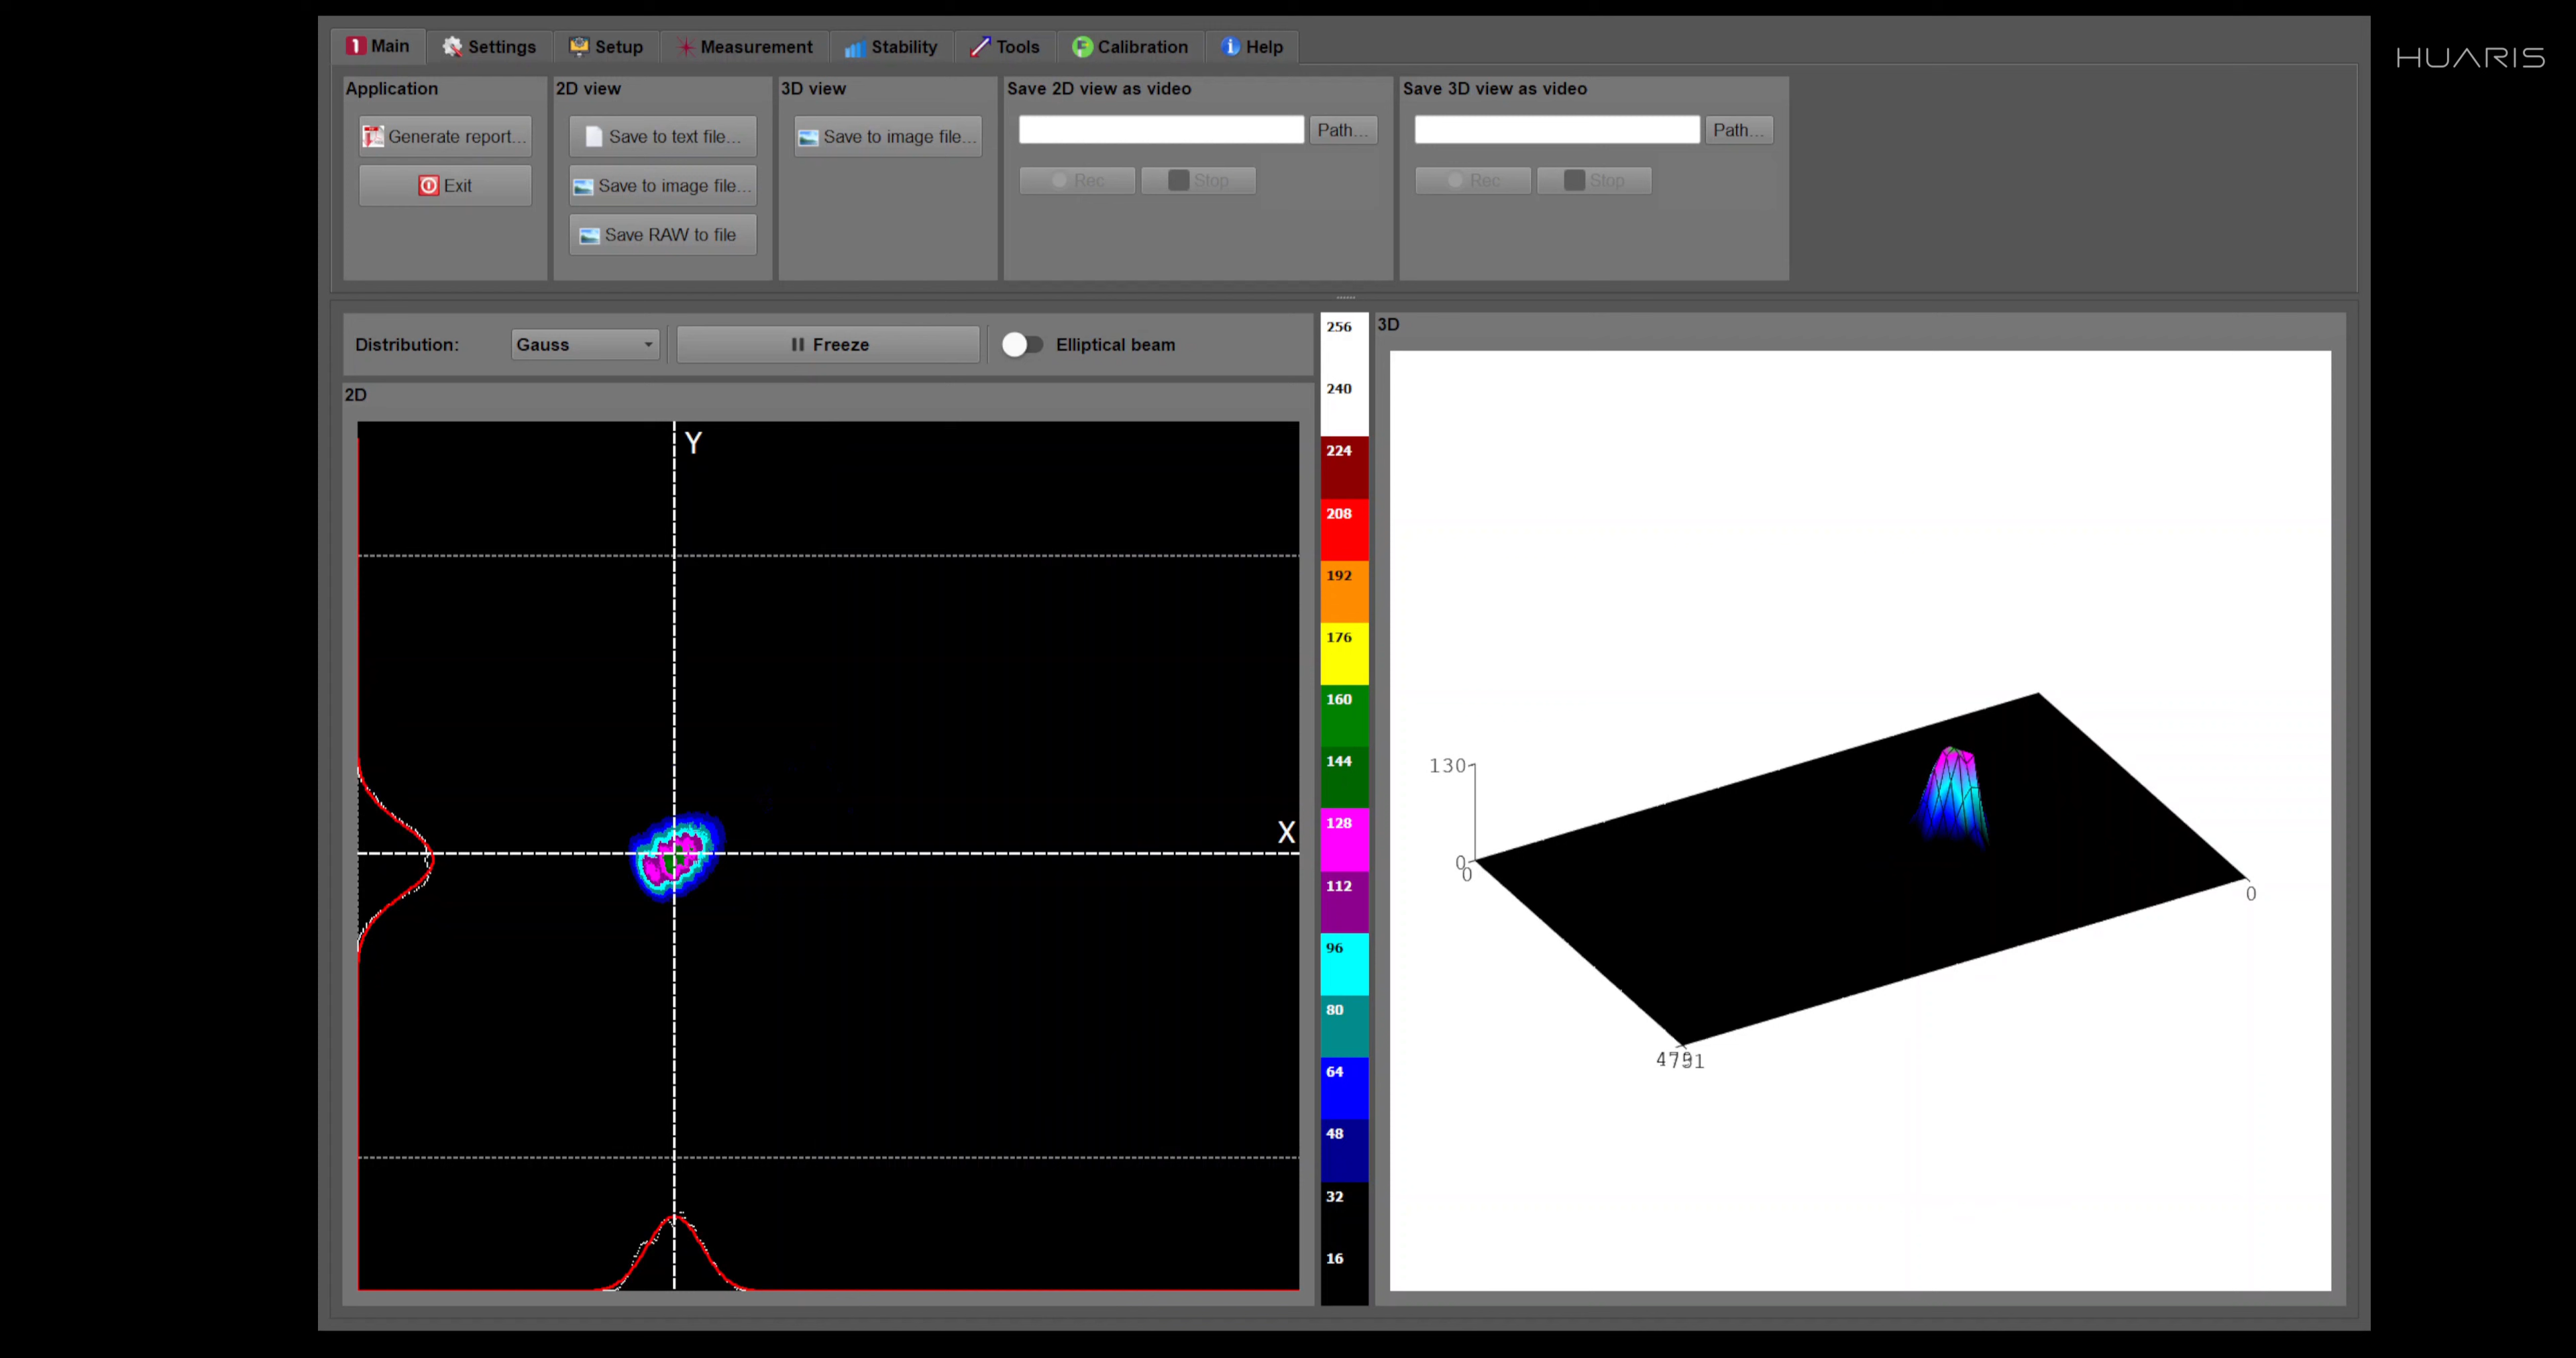 Main Settings Setup Measurement Stability Tools Calibration Help
HUARIS
Application 2D view 3D view Save 2D view as video Save 3D view as video
Generate report... Save to text file... Save to image file... Path... Path...
Exit Save to image file... Rec Stop Rec Stop
Save RAW to file
Distribution: Gauss Freeze Elliptical beam
2D
Y
X
256
240
224
208
192
176
160
144
128
112
96
80
64
48
32
16
3D
130
0
0
0